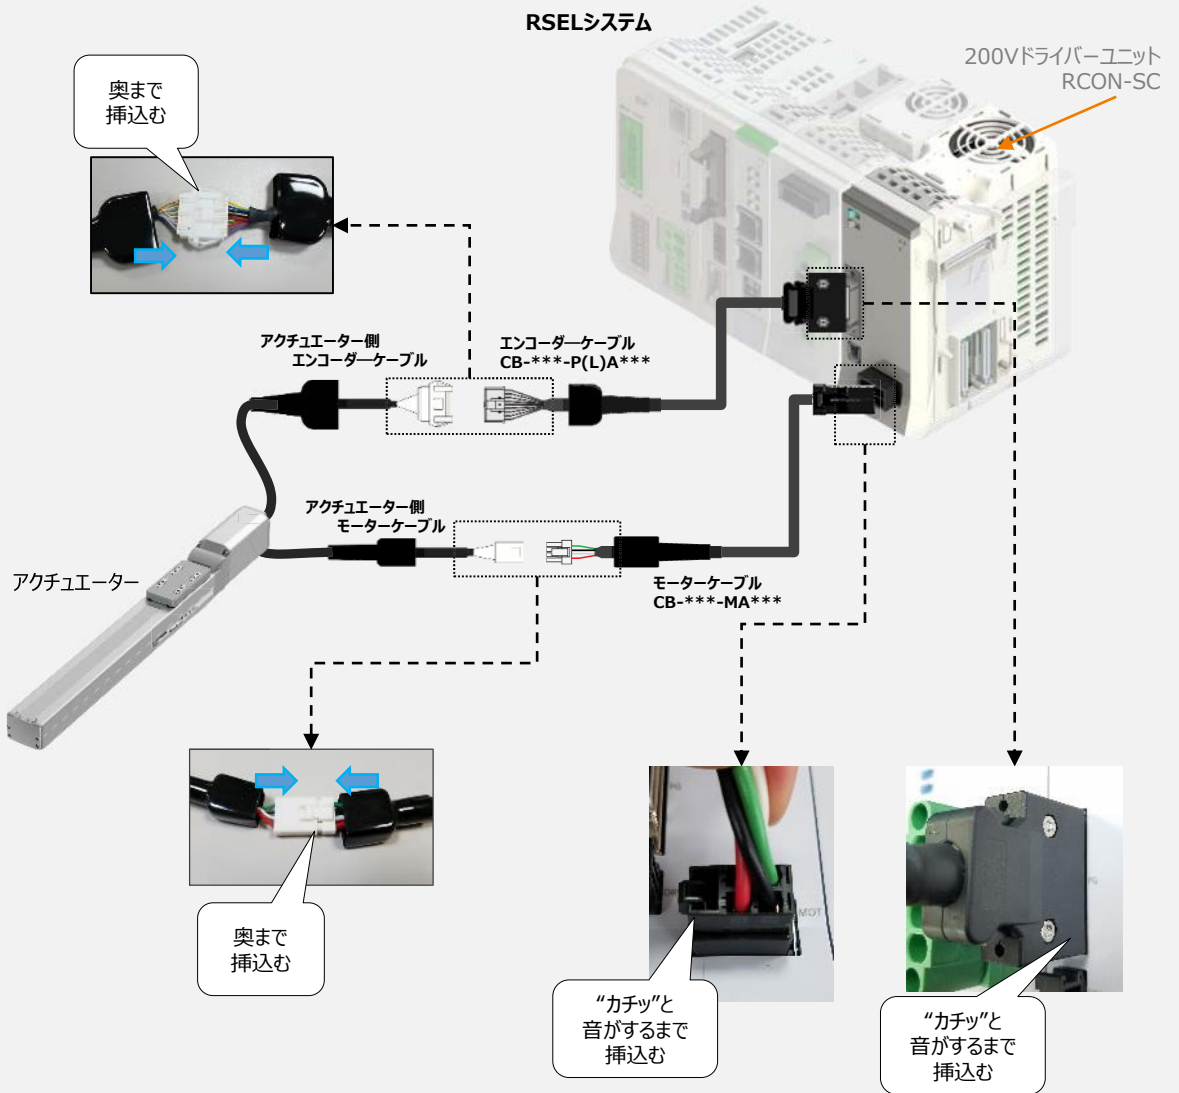 RSELシステム
200Vドライバーユニット
RCON-SC
奥まで
挿込む
アクチュエーター側
エンコーダ―ケーブル
エンコーダ―ケーブル
CB-***-P(L)A***
アクチュエーター側
モーターケーブル
アクチュエーター
モーターケーブル
CB-***-MA***
奥まで
挿込む
PG
MOT
“カチッ”と
音がするまで
挿込む
PG
“カチッ”と
音がするまで
挿込む